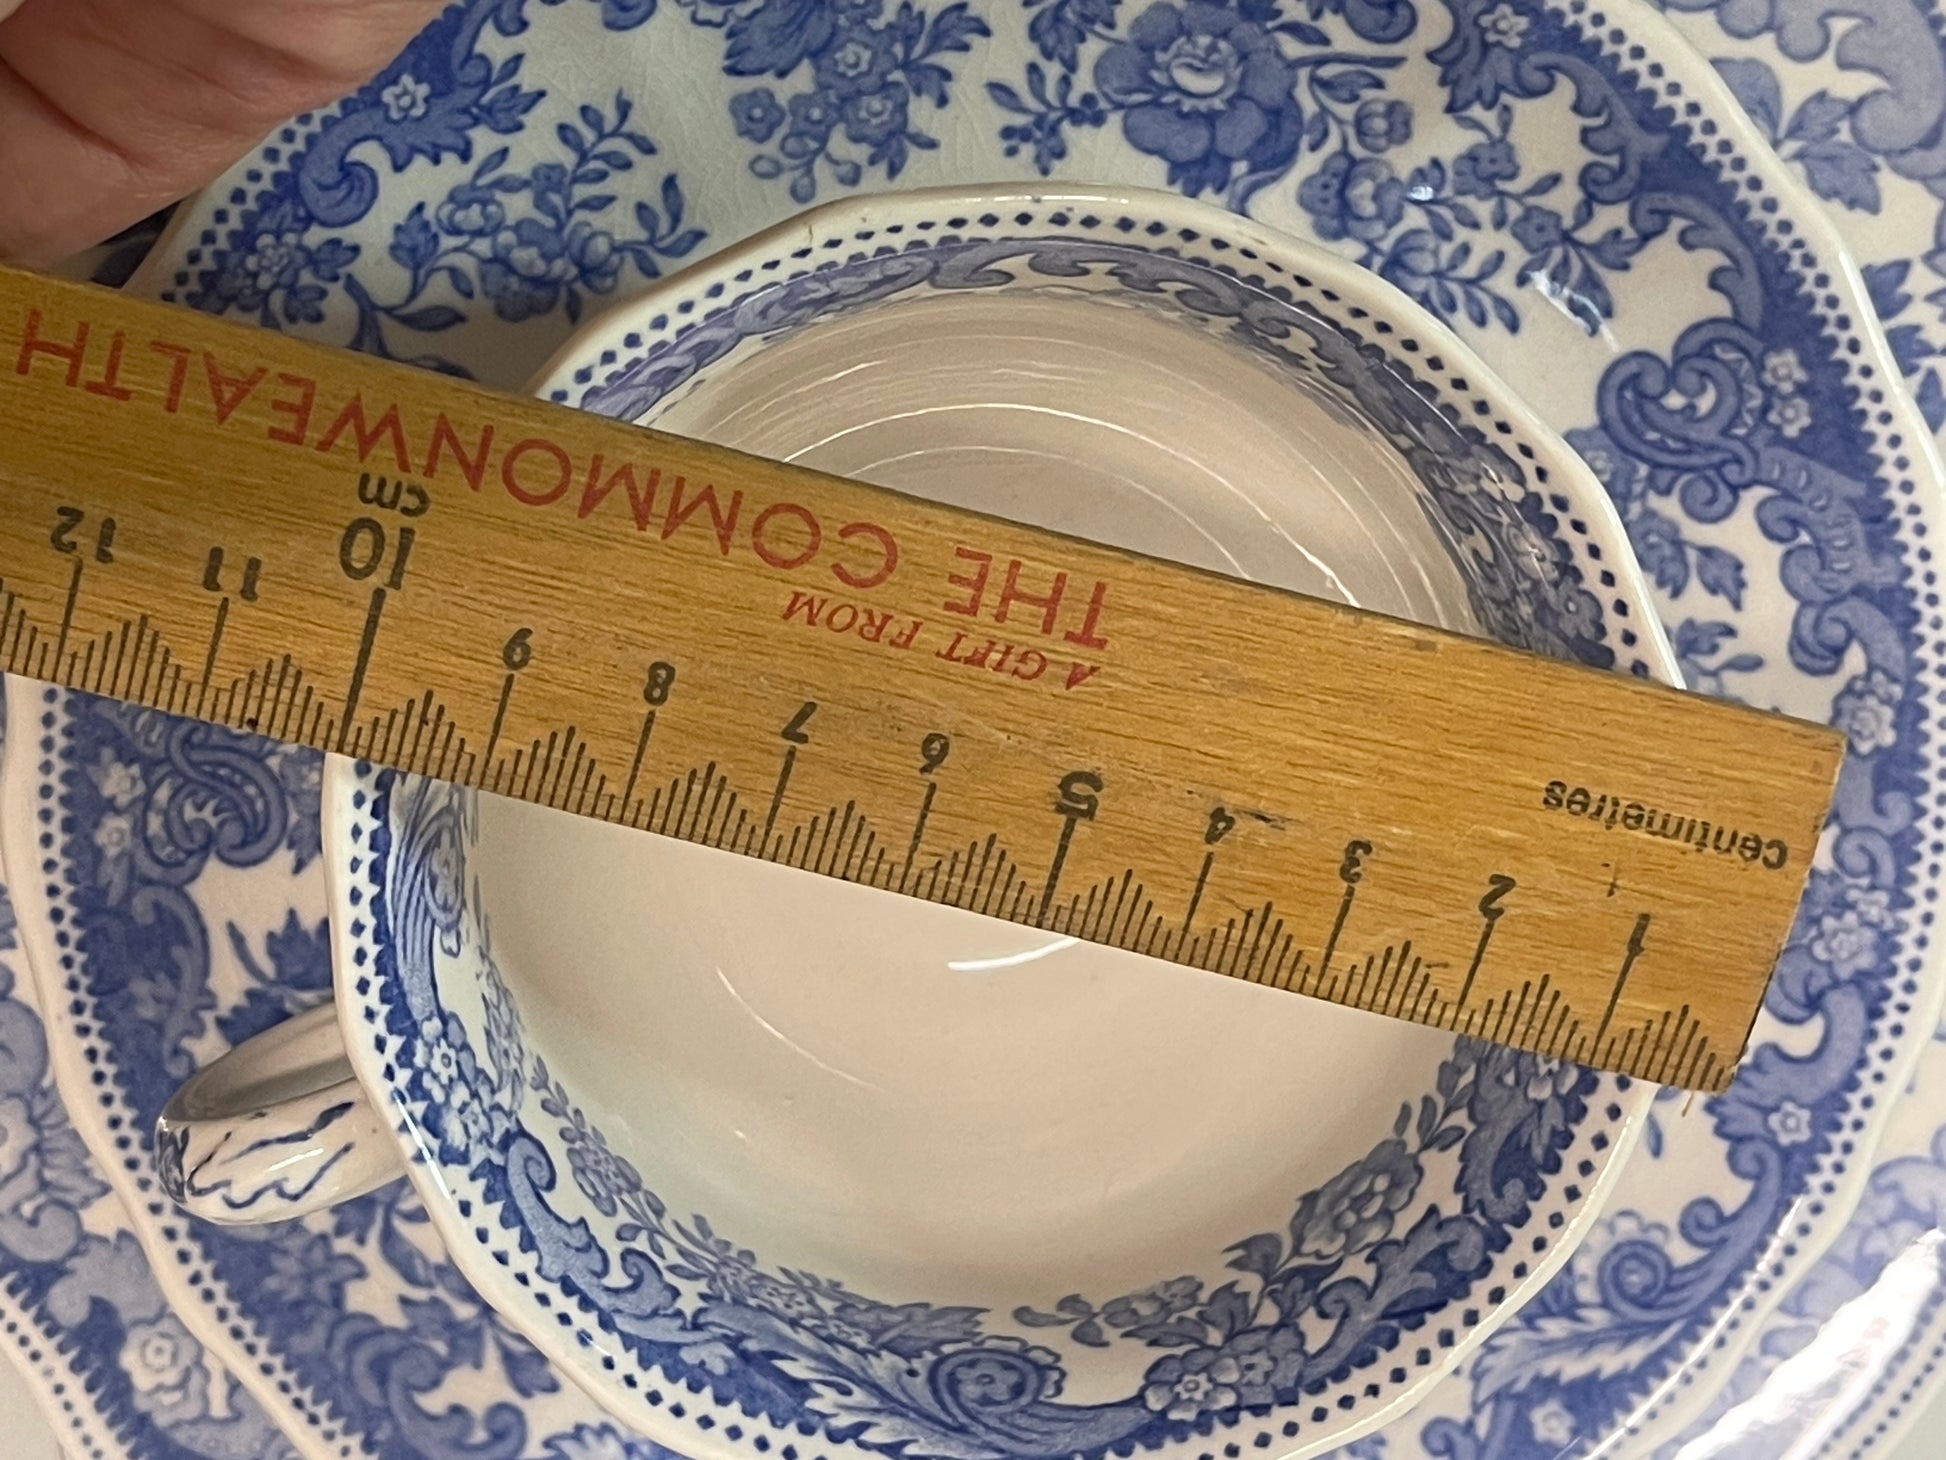 centimetres
1 2 3 4 5 6 7 8 9 10 11 12
cm
A GIFT FROM
THE COMMONWEALTH